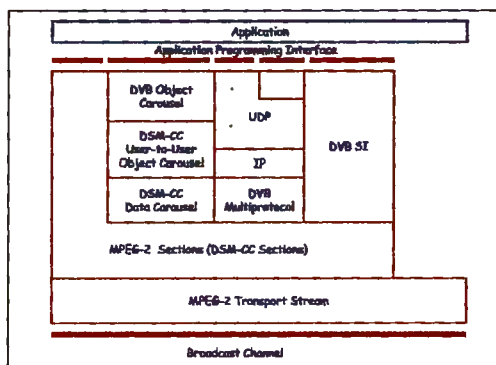 Application
Application Programming Interface
DVB Object
Carousel
DSM-CC
User-to-User
Object Carousel
DSM-CC
Data Carousel
UDP
IP
DVB
Multiprotocol
DVB SI
MPEG-2 Sections (DSM-CC Sections)
MPEG-2 Transport Stream
Broadcast Channel